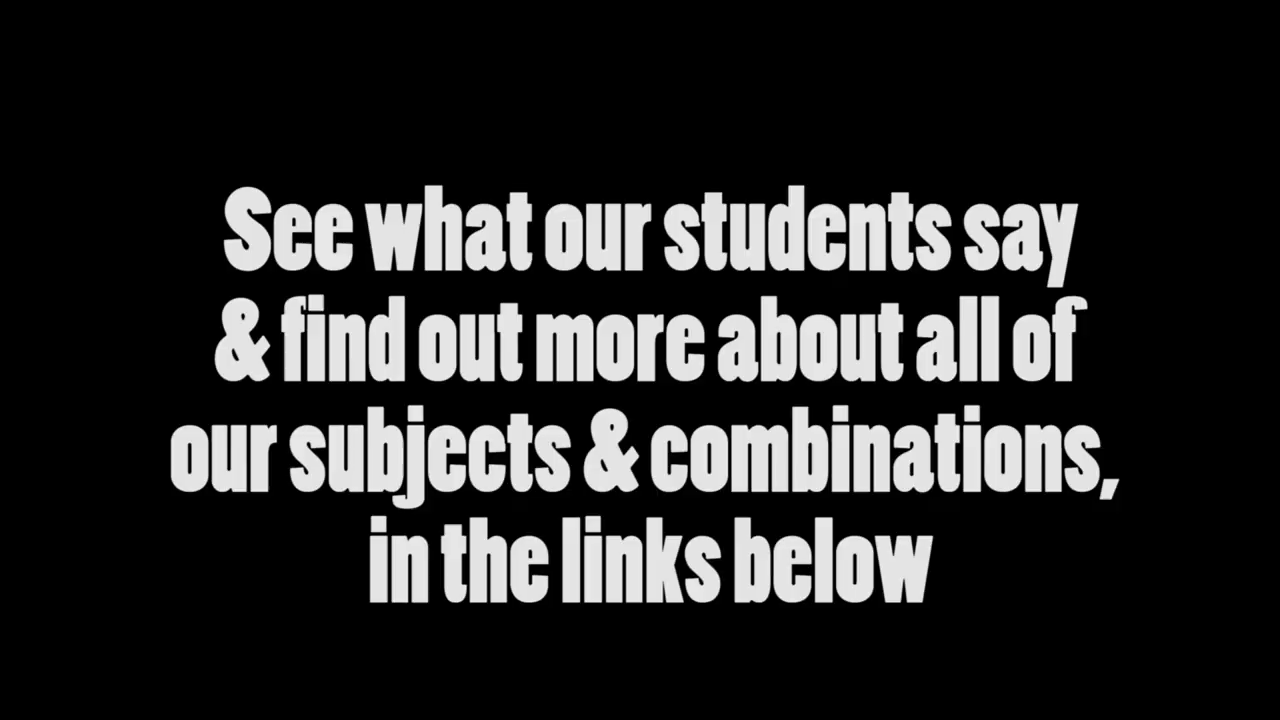 See what our students say
& find out more about all of
our subjects & combinations,
in the links below